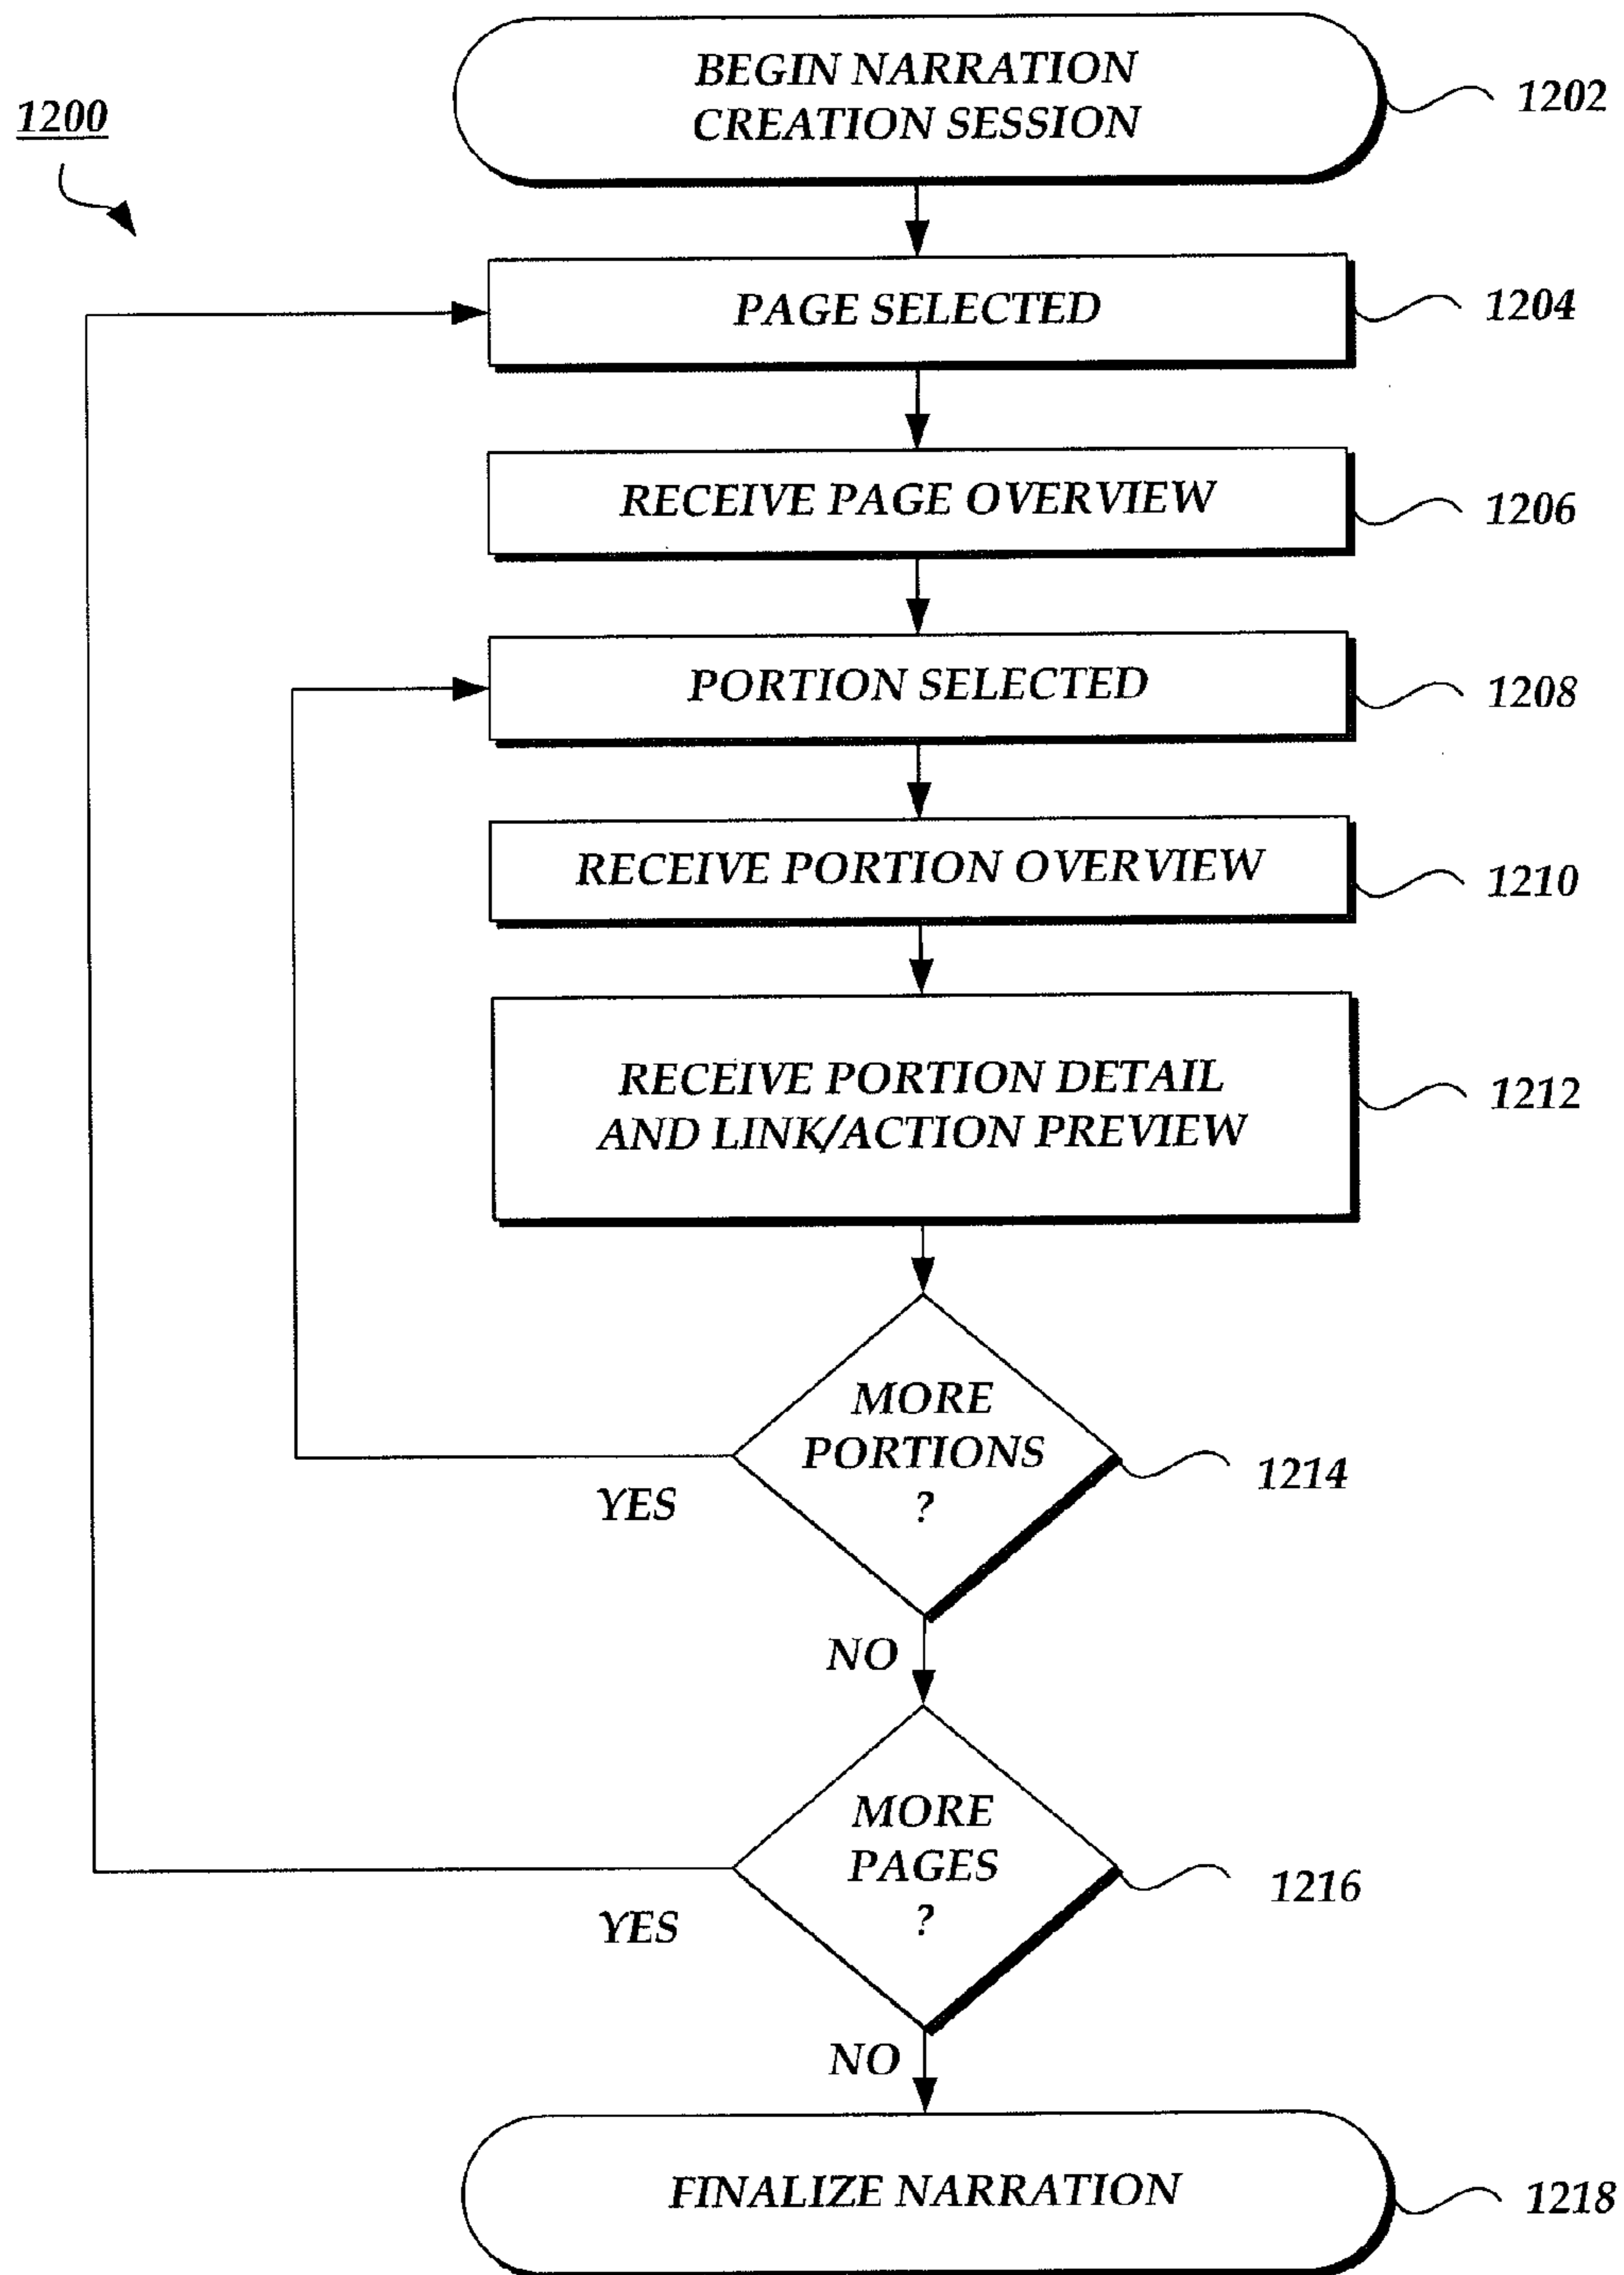 BEGIN NARRATION
CREATION SESSION
1202
1200
PAGE SELECTED
1204
RECEIVE PAGE OVERVIEW
1206
PORTION SELECTED
1208
RECEIVE PORTION OVERVIEW
1210
RECEIVE PORTION DETAIL
AND LINK/ACTION PREVIEW
1212
MORE
PORTIONS
?
1214
YES
NO
MORE
PAGES
?
1216
YES
NO
FINALIZE NARRATION
1218